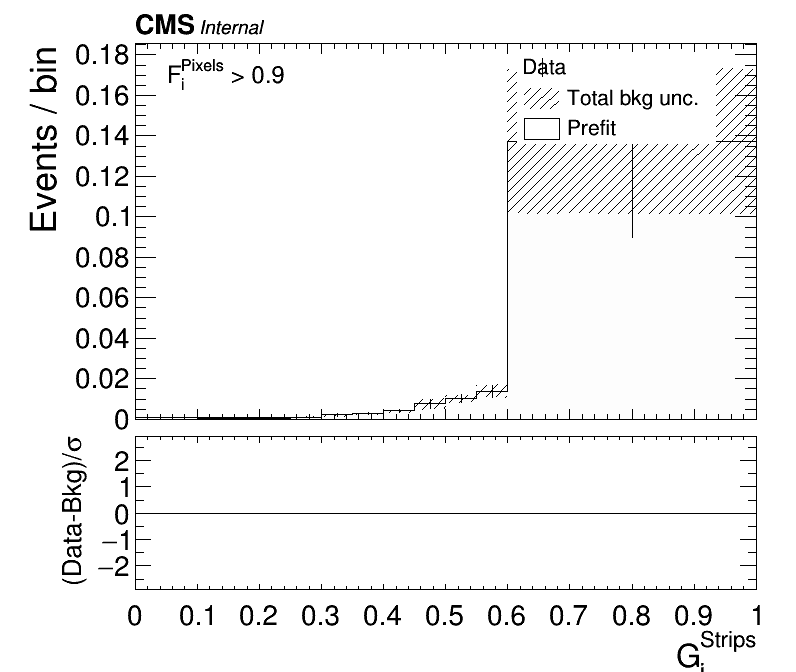 CMS Internal
Events / bin
0.18
0.16
0.14
0.12
0.1
0.08
0.06
0.04
0.02
0
F_i^Pixels > 0.9
Data
Total bkg unc.
Prefit
(Data-Bkg)/σ
2
1
0
−1
−2
0 0.1 0.2 0.3 0.4 0.5 0.6 0.7 0.8 0.9 1
G_i^Strips